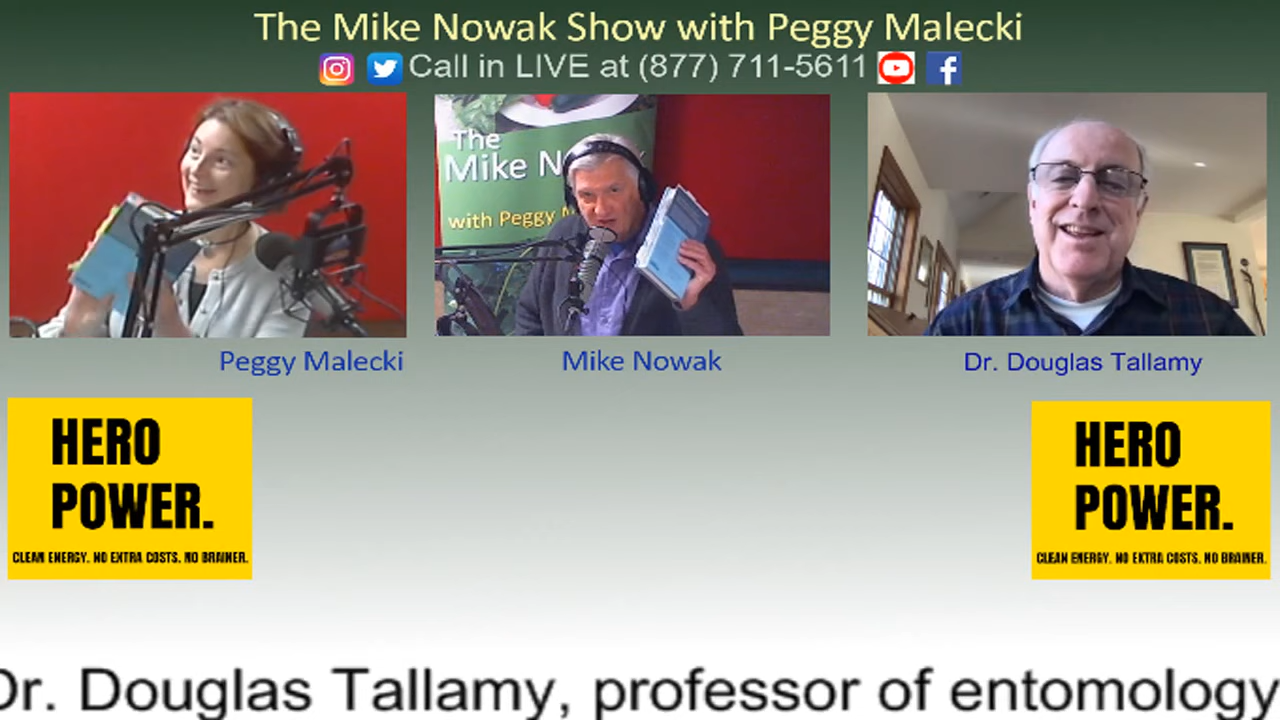 The Mike Nowak Show with Peggy Malecki
Call in LIVE at (877) 711-5611
The
Mike
with Peggy
Peggy Malecki
Mike Nowak
Dr. Douglas Tallamy
HERO
POWER.
CLEAN ENERGY. NO EXTRA COSTS. NO BRAINER.
HERO
POWER.
CLEAN ENERGY. NO EXTRA COSTS. NO BRAINER.
Dr. Douglas Tallamy, professor of entomology